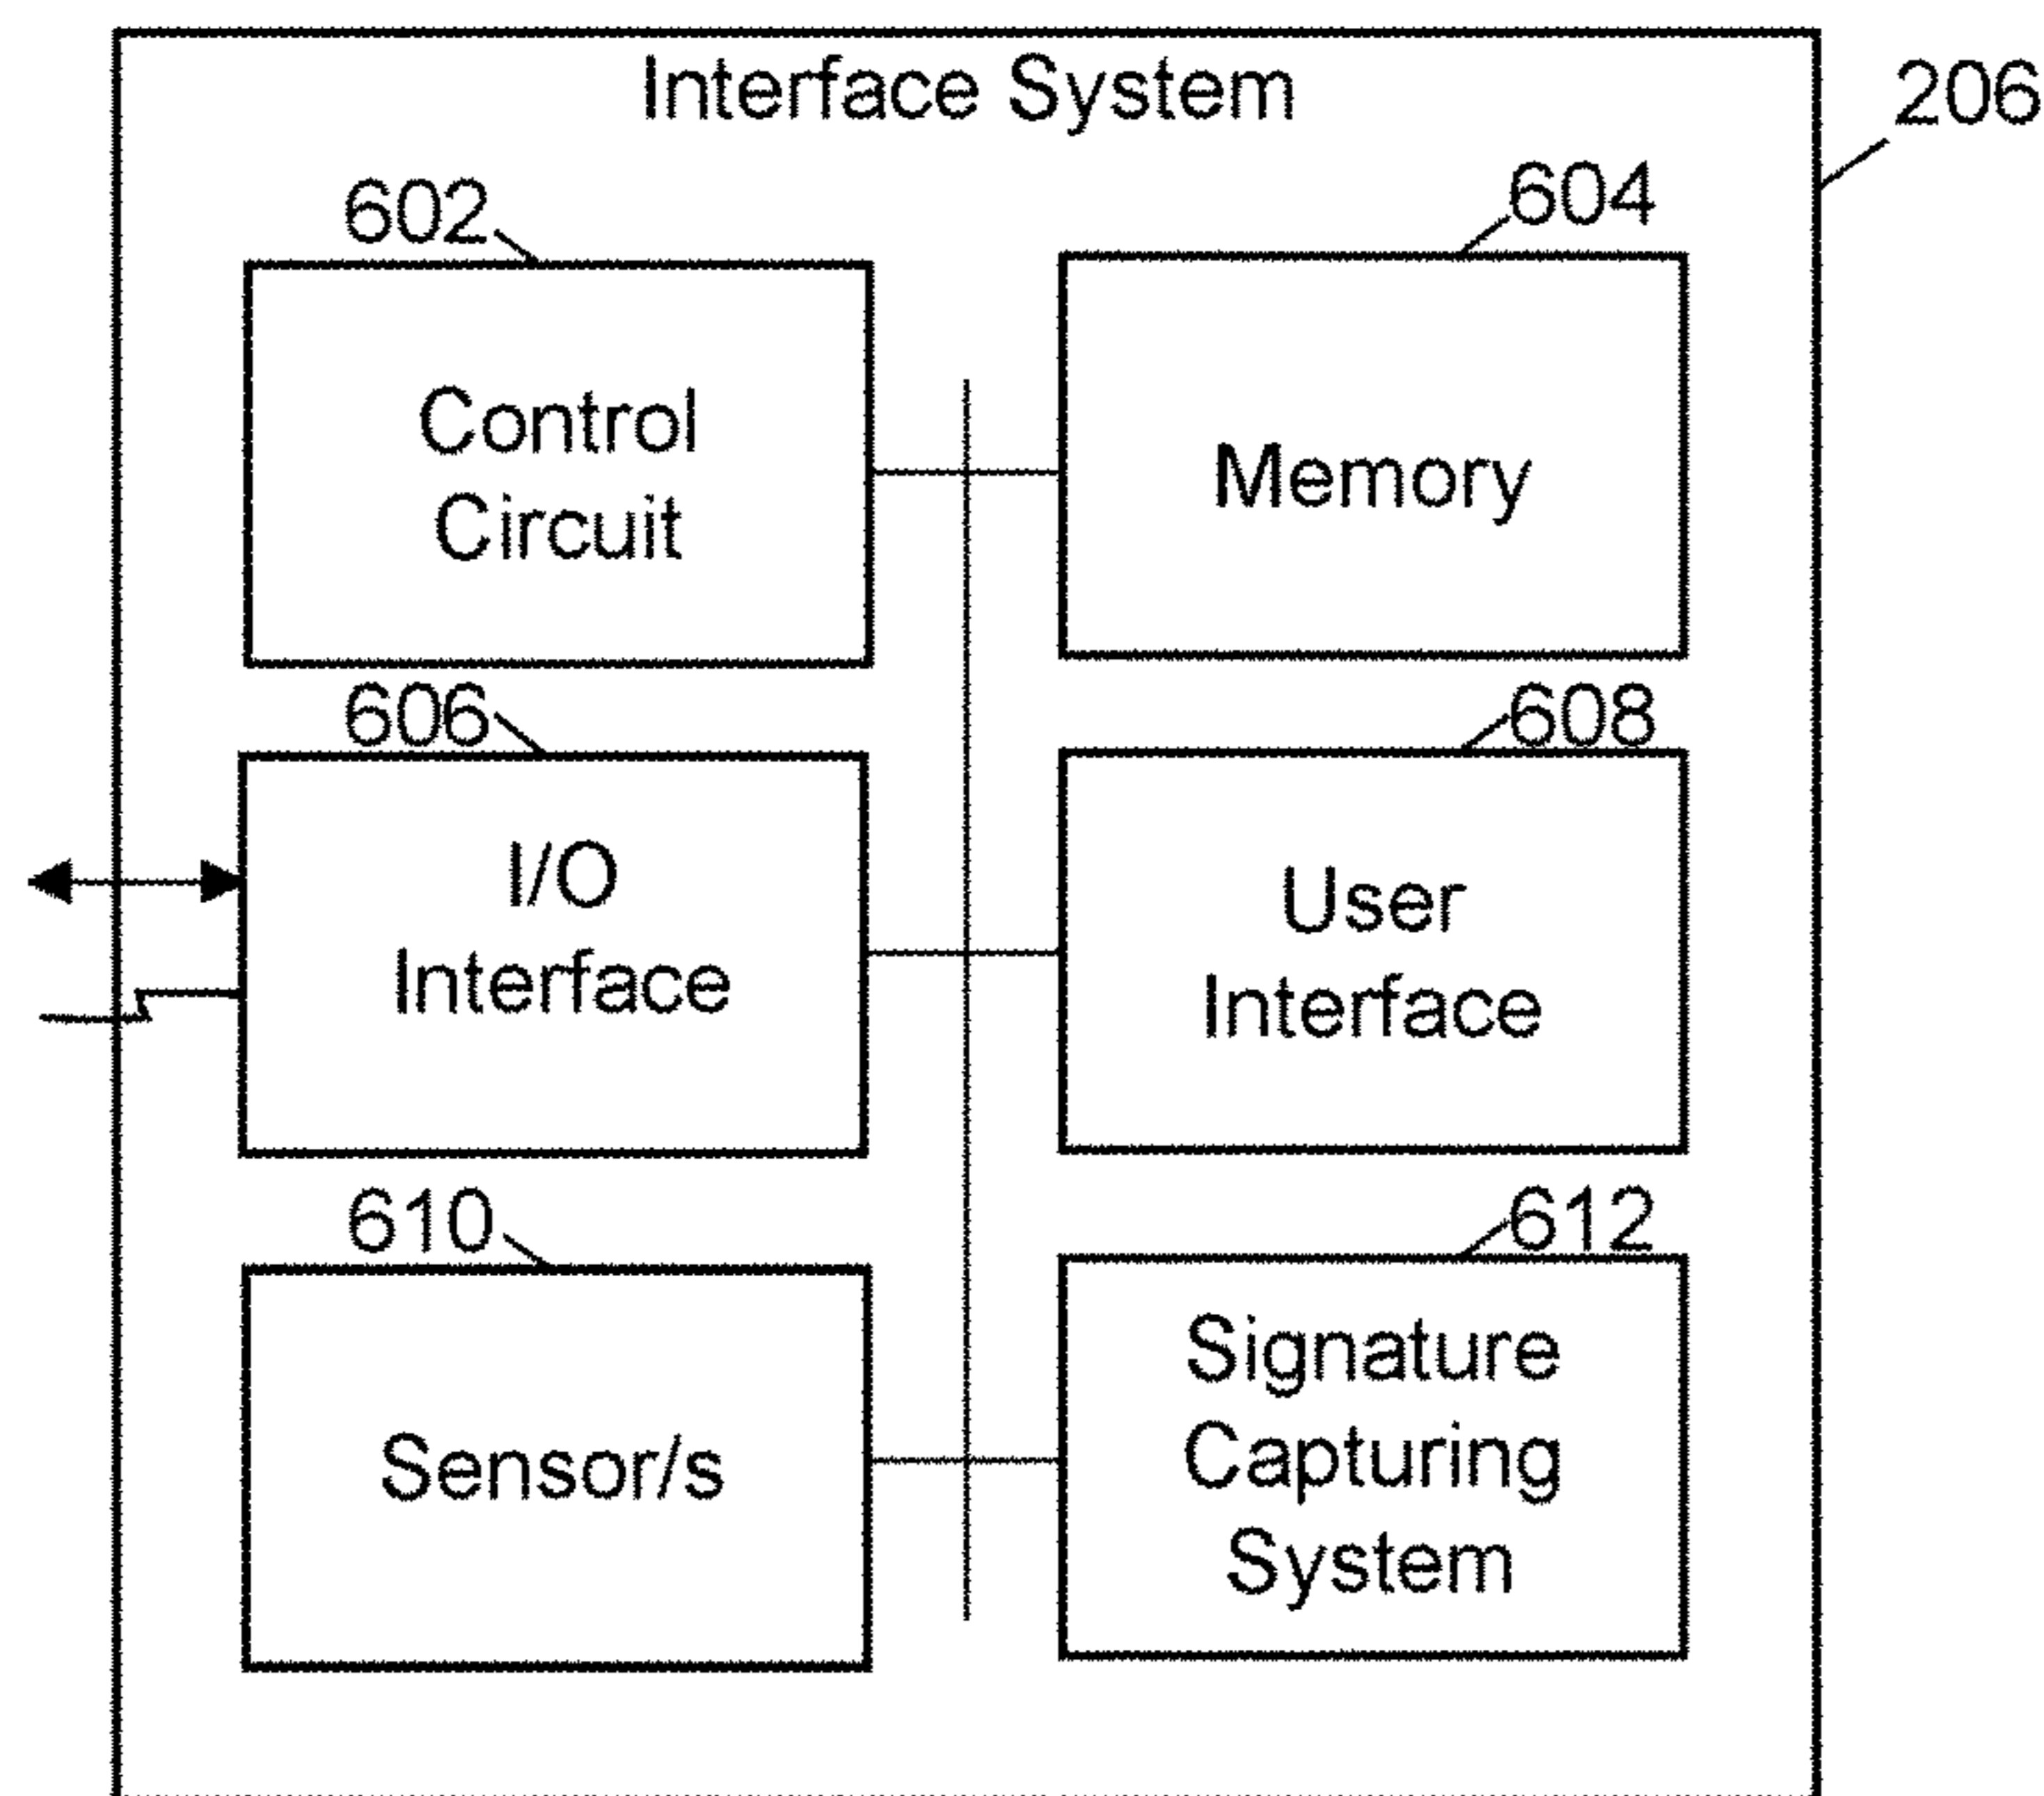 Interface System
206
602
604
Control
Circuit
Memory
606
608
I/O
Interface
User
Interface
610
612
Sensor/s
Signature
Capturing
System